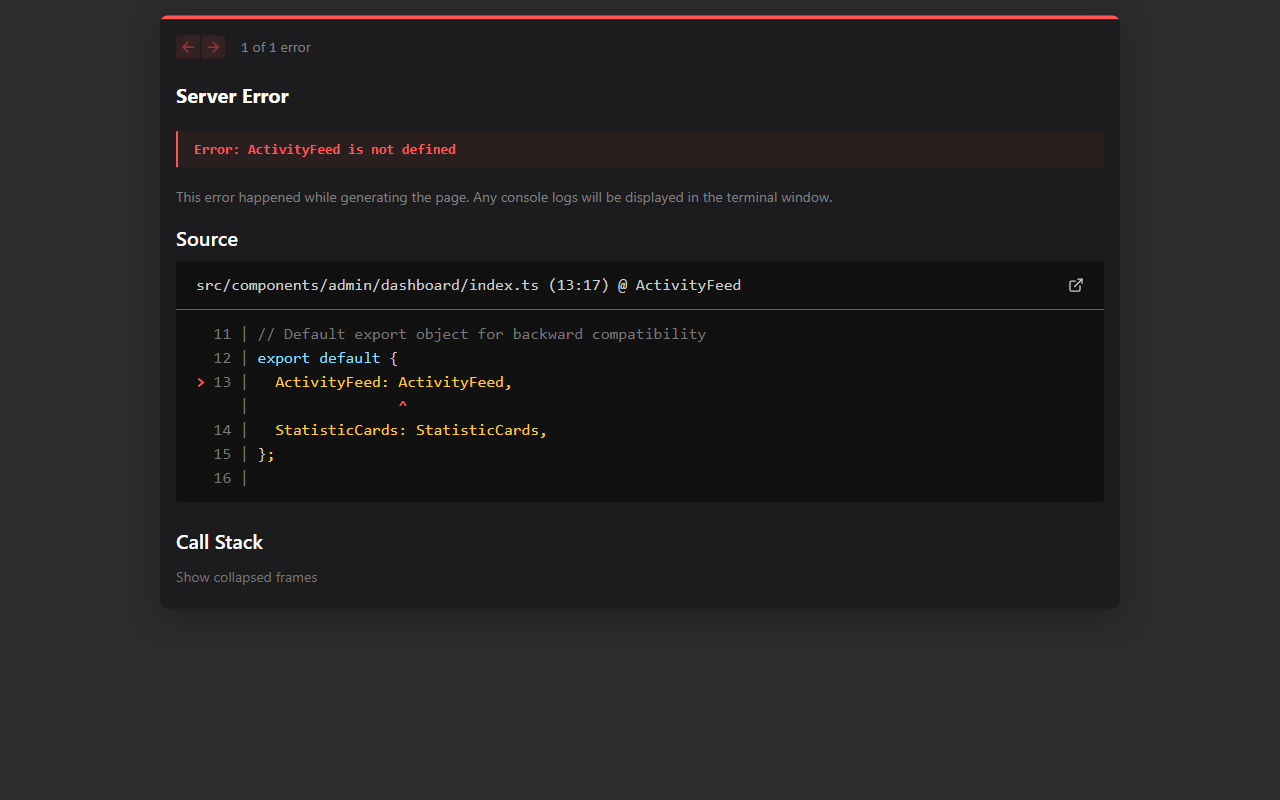 1 of 1 error
Server Error
Error: ActivityFeed is not defined
This error happened while generating the page. Any console logs will be displayed in the terminal window.
Source
src/components/admin/dashboard/index.ts (13:17) @ ActivityFeed
11 | // Default export object for backward compatibility
12 | export default {
> 13 |   ActivityFeed: ActivityFeed,
|                 ^
14 |   StatisticCards: StatisticCards,
15 | };
16 |
Call Stack
Show collapsed frames